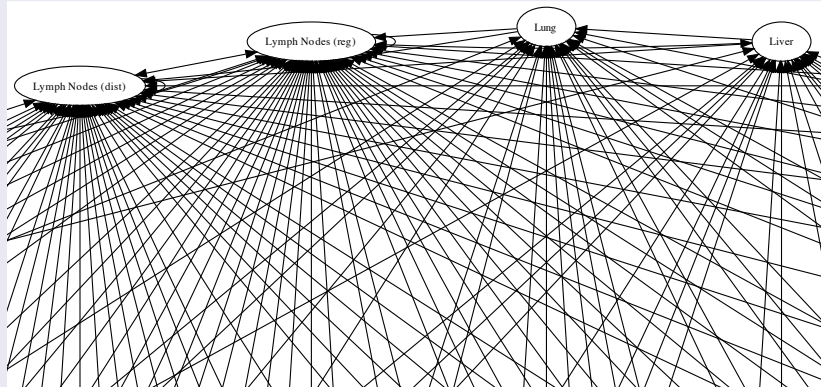 Lung
Lymph Nodes (reg)
Liver
Lymph Nodes (dist)